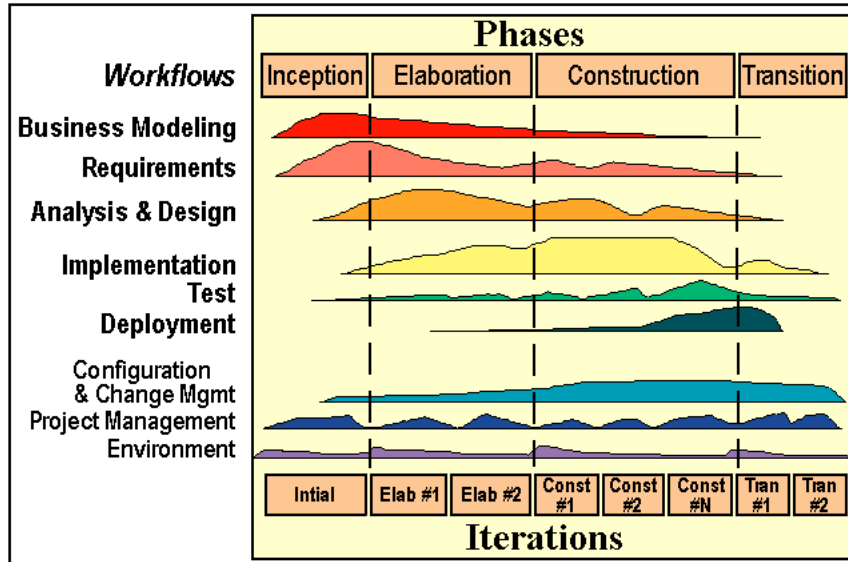 Phases
Workflows
Inception
Elaboration
Construction
Transition
Business Modeling
Requirements
Analysis & Design
Implementation
Test
Deployment
Configuration
& Change Mgmt
Project Management
Environment
Intial
Elab #1
Elab #2
Const
#1
Const
#2
Const
#N
Tran
#1
Tran
#2
Iterations